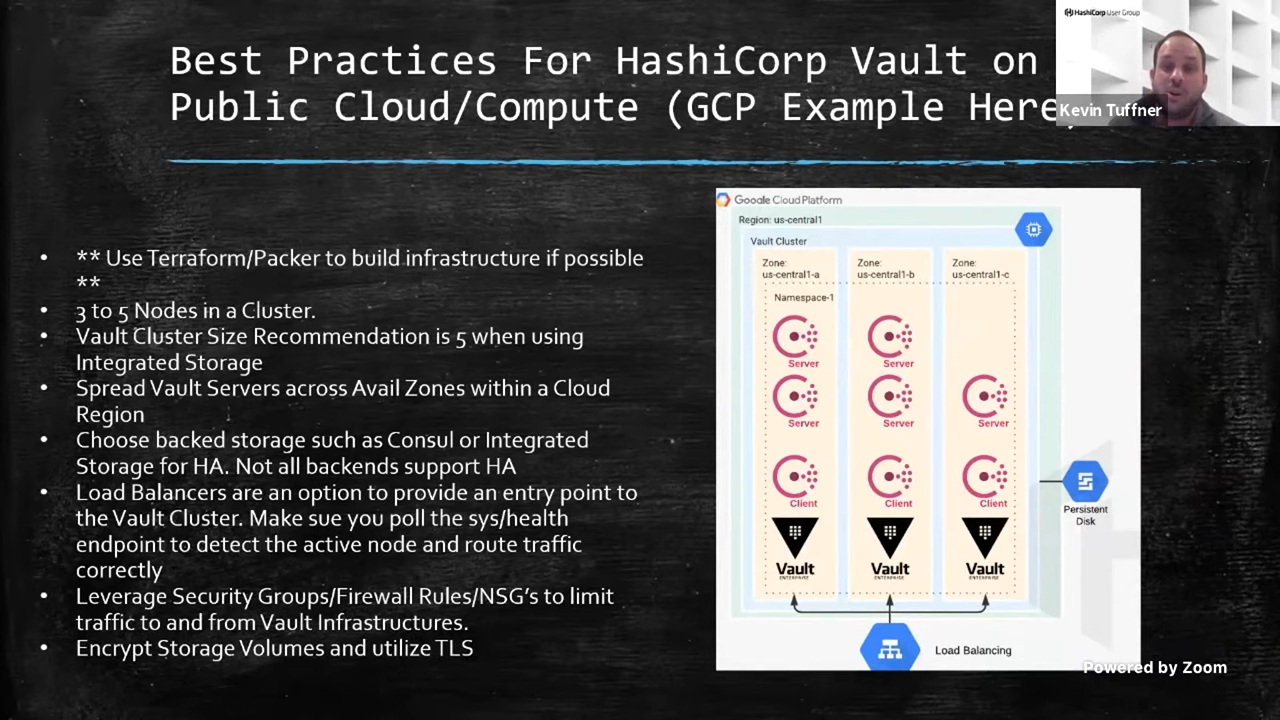 HashiCorp User Group
Best Practices For HashiCorp Vault on
Public Cloud/Compute (GCP Example Here)
Kevin Tuffner
• ** Use Terraform/Packer to build infrastructure if possible
**
• 3 to 5 Nodes in a Cluster.
• Vault Cluster Size Recommendation is 5 when using
Integrated Storage
• Spread Vault Servers across Avail Zones within a Cloud
Region
• Choose backed storage such as Consul or Integrated
Storage for HA. Not all backends support HA
• Load Balancers are an option to provide an entry point to
the Vault Cluster. Make sure you poll the sys/health
endpoint to detect the active node and route traffic
correctly
• Leverage Security Groups/Firewall Rules/NSG's to limit
traffic to and from Vault Infrastructures.
• Encrypt Storage Volumes and utilize TLS
Google Cloud Platform
Region: us-central1
Vault Cluster
Zone:
us-central1-a
Zone:
us-central1-b
Zone:
us-central1-c
Namespace-1
Server
Server
Server
Server
Server
Client
Client
Client
Vault
ENTERPRISE
Vault
ENTERPRISE
Vault
ENTERPRISE
Persistent
Disk
Load Balancing
Powered by Zoom